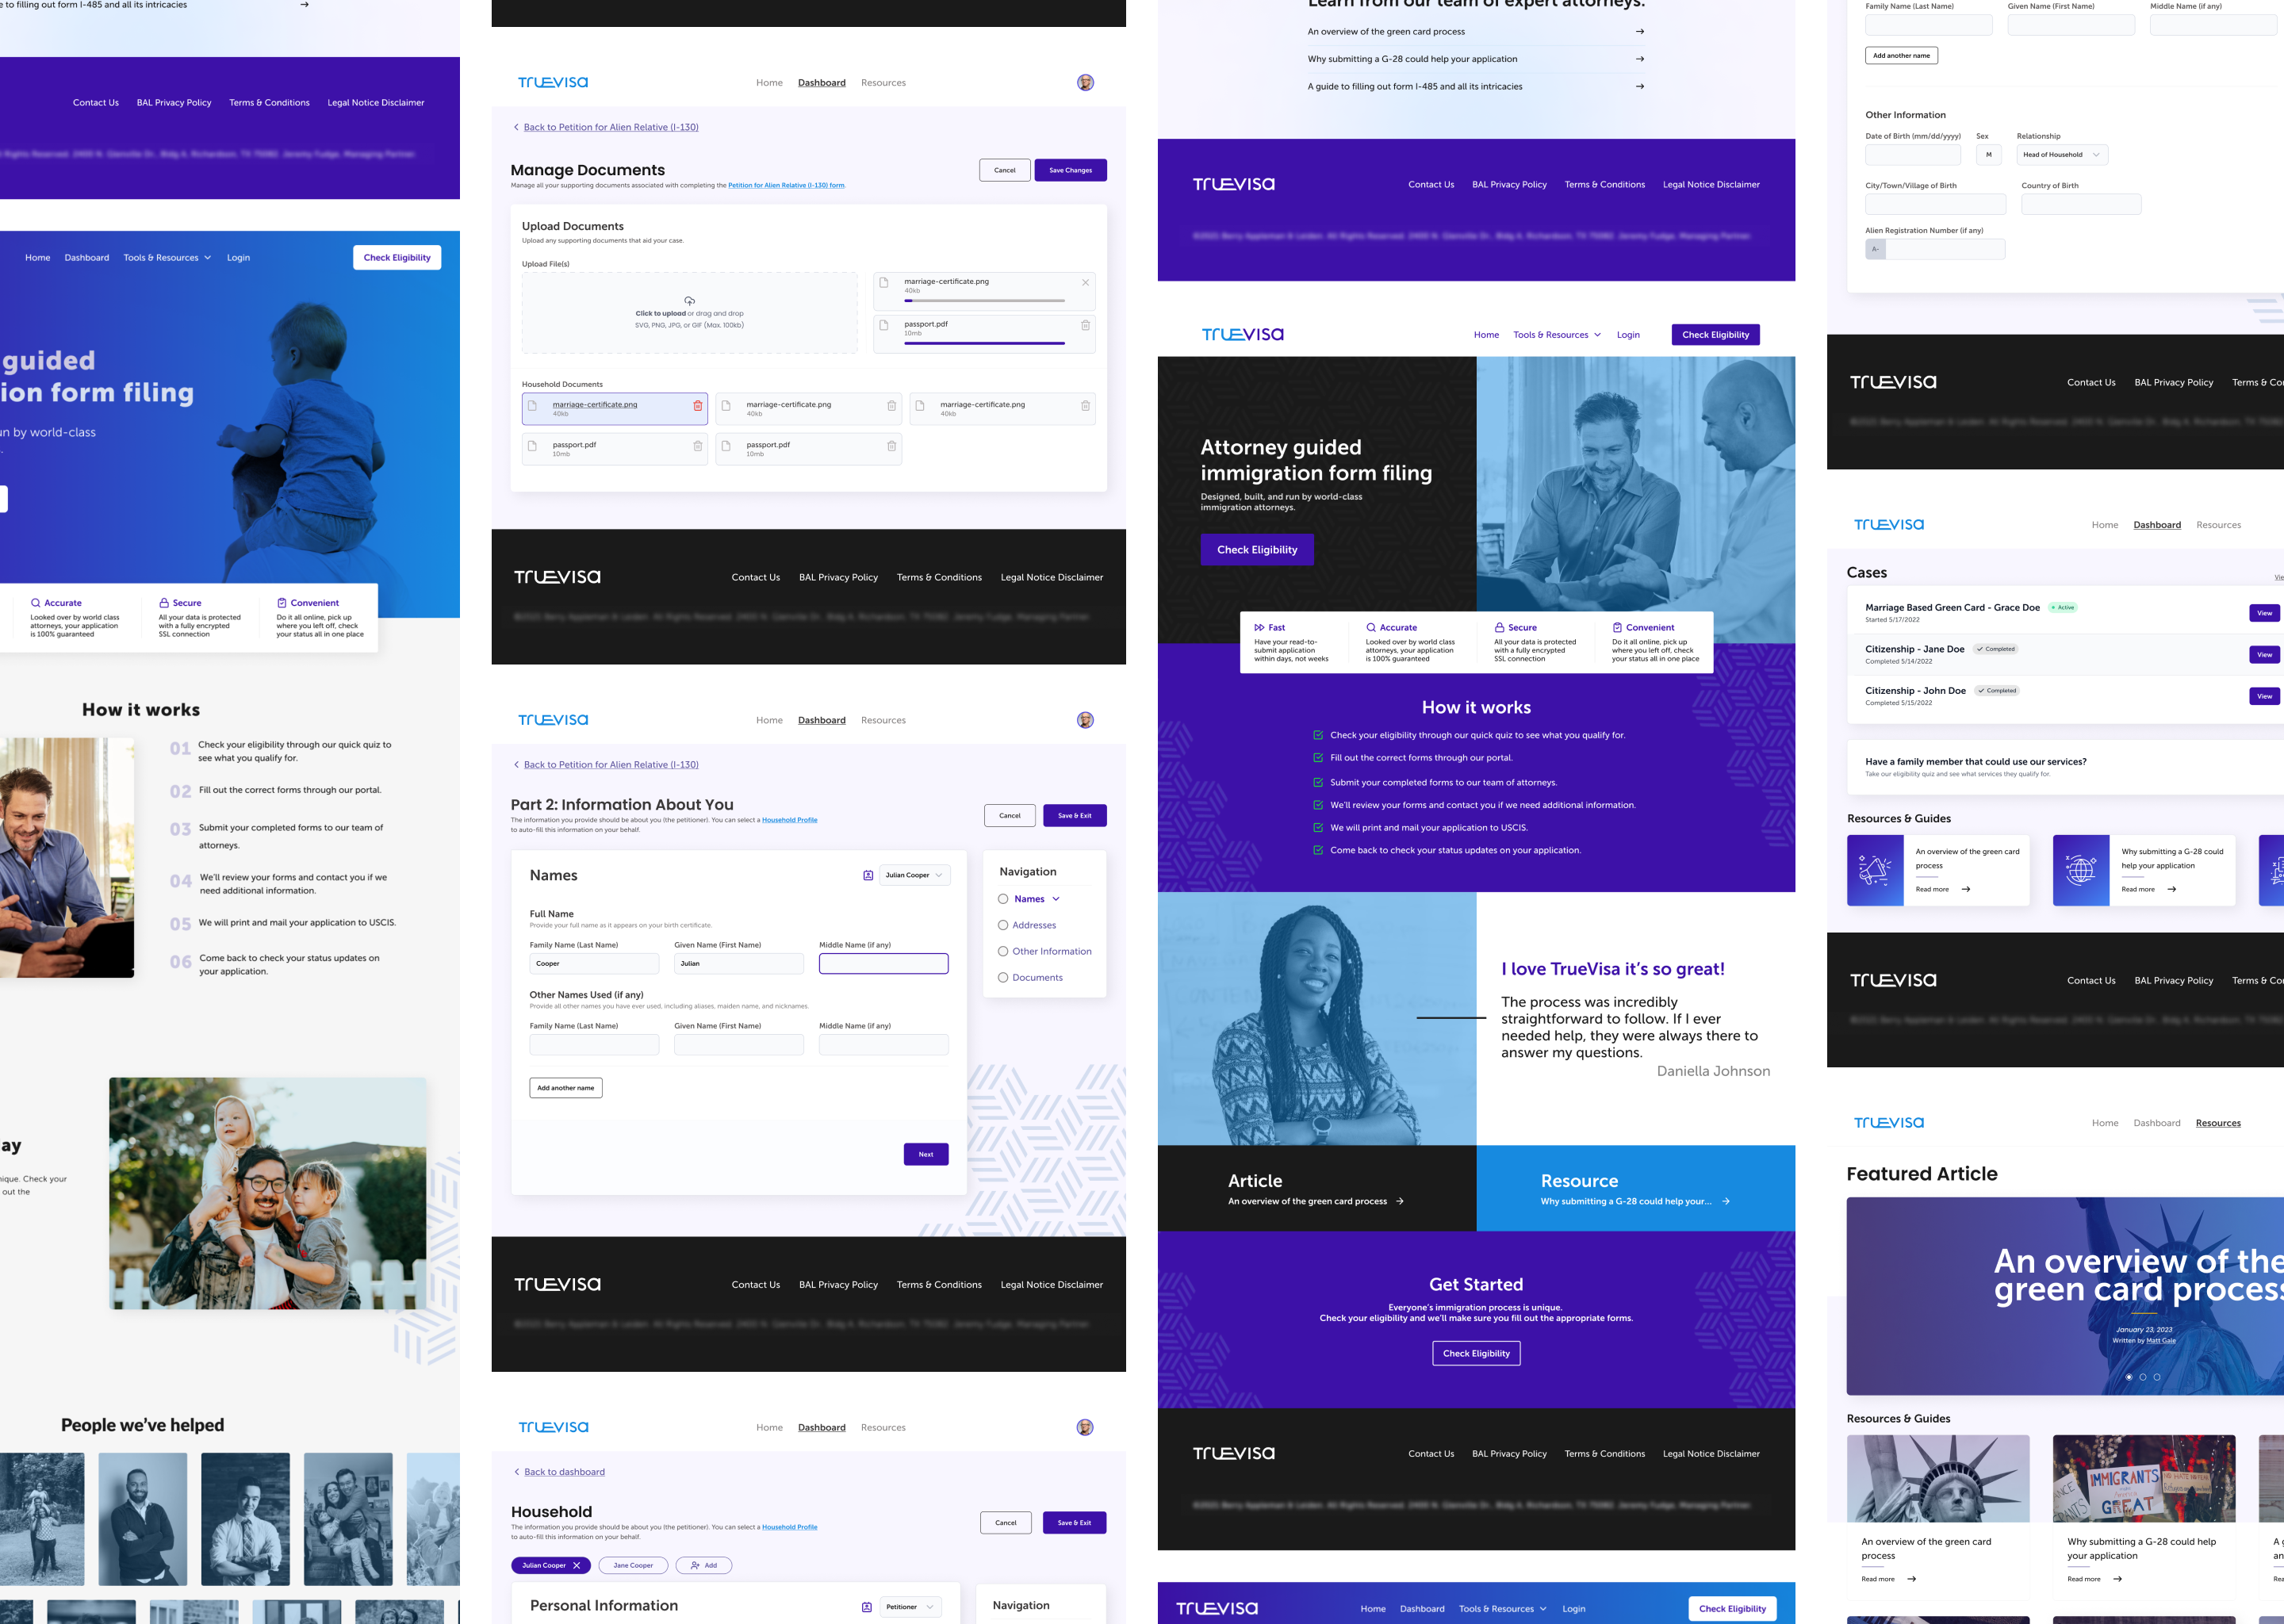 e to filling out form I-485 and all its intricacies →
Contact Us BAL Privacy Policy Terms & Conditions Legal Notice Disclaimer
Home Dashboard Tools & Resources Login Check Eligibility
guided
ion form filing
un by world-class
Accurate
Looked over by world class
attorneys, your application
is 100% guaranteed
Secure
All your data is protected
with a fully encrypted
SSL connection
Convenient
Do it all online, pick up
where you left off, check
your status all in one place
How it works
01 Check your eligibility through our quick quiz to
see what you qualify for.
02 Fill out the correct forms through our portal.
03 Submit your completed forms to our team of
attorneys.
04 We'll review your forms and contact you if we
need additional information.
05 We will print and mail your application to USCIS.
06 Come back to check your status updates on
your application.
ay
nique. Check your
out the
People we've helped
TRUEVISA
Home Dashboard Resources
Back to Petition for Alien Relative (I-130)
Manage Documents
Manage all your supporting documents associated with completing the Petition for Alien Relative (I-130) form.
Cancel Save Changes
Upload Documents
Upload any supporting documents that aid your case.
Upload File(s)
Click to upload or drag and drop
SVG, PNG, JPG, or GIF (Max. 100kb)
marriage-certificate.png
40kb
passport.pdf
10mb
Household Documents
marriage-certificate.png
40kb
marriage-certificate.png
40kb
marriage-certificate.png
40kb
passport.pdf
10mb
passport.pdf
10mb
TRUEVISA
Contact Us BAL Privacy Policy Terms & Conditions Legal Notice Disclaimer
TRUEVISA
Home Dashboard Resources
Back to Petition for Alien Relative (I-130)
Part 2: Information About You
The information you provide should be about you (the petitioner). You can select a Household Profile
to auto-fill this information on your behalf.
Cancel Save & Exit
Names
Julian Cooper
Full Name
Provide your full name as it appears on your birth certificate.
Family Name (Last Name) Given Name (First Name) Middle Name (if any)
Cooper Julian
Other Names Used (if any)
Provide all other names you have ever used, including aliases, maiden name, and nicknames.
Family Name (Last Name) Given Name (First Name) Middle Name (if any)
Add another name
Next
Navigation
Names
Addresses
Other Information
Documents
TRUEVISA
Contact Us BAL Privacy Policy Terms & Conditions Legal Notice Disclaimer
TRUEVISA
Home Dashboard Resources
Back to dashboard
Household
The information you provide should be about you (the petitioner). You can select a Household Profile
to auto-fill this information on your behalf.
Cancel Save & Exit
Julian Cooper Jane Cooper Add
Personal Information
Petitioner
Navigation
Learn from our team of expert attorneys.
An overview of the green card process →
Why submitting a G-28 could help your application →
A guide to filling out form I-485 and all its intricacies →
TRUEVISA
Contact Us BAL Privacy Policy Terms & Conditions Legal Notice Disclaimer
TRUEVISA
Home Tools & Resources Login Check Eligibility
Attorney guided
immigration form filing
Designed, built, and run by world-class
immigration attorneys.
Check Eligibility
Fast
Have your read-to-
submit application
within days, not weeks
Accurate
Looked over by world class
attorneys, your application
is 100% guaranteed
Secure
All your data is protected
with a fully encrypted
SSL connection
Convenient
Do it all online, pick up
where you left off, check
your status all in one place
How it works
Check your eligibility through our quick quiz to see what you qualify for.
Fill out the correct forms through our portal.
Submit your completed forms to our team of attorneys.
We'll review your forms and contact you if we need additional information.
We will print and mail your application to USCIS.
Come back to check your status updates on your application.
I love TrueVisa it's so great!
The process was incredibly
straightforward to follow. If I ever
needed help, they were always there to
answer my questions.
Daniella Johnson
Article
An overview of the green card process →
Resource
Why submitting a G-28 could help your... →
Get Started
Everyone's immigration process is unique.
Check your eligibility and we'll make sure you fill out the appropriate forms.
Check Eligibility
TRUEVISA
Contact Us BAL Privacy Policy Terms & Conditions Legal Notice Disclaimer
TRUEVISA
Home Dashboard Tools & Resources Login Check Eligibility
Family Name (Last Name) Given Name (First Name) Middle Name (if any)
Add another name
Other Information
Date of Birth (mm/dd/yyyy) Sex Relationship
M Head of Household
City/Town/Village of Birth Country of Birth
Alien Registration Number (if any)
A-
TRUEVISA
Contact Us BAL Privacy Policy Terms & Co
TRUEVISA
Home Dashboard Resources
Cases
Vie
Marriage Based Green Card - Grace Doe Active
Started 5/17/2022
View
Citizenship - Jane Doe Completed
Completed 5/14/2022
View
Citizenship - John Doe Completed
Completed 5/15/2022
View
Have a family member that could use our services?
Take our eligibility quiz and see what services they qualify for.
Resources & Guides
An overview of the green card
process
Read more →
Why submitting a G-28 could
help your application
Read more →
TRUEVISA
Contact Us BAL Privacy Policy Terms & Co
TRUEVISA
Home Dashboard Resources
Featured Article
An overview of the
green card process
January 23, 2023
Written by Matt Gale
Resources & Guides
IMMIGRANTS
make
America
GREAT
An overview of the green card
process
Read more →
Why submitting a G-28 could help
your application
Read more →
A g
an
Rea